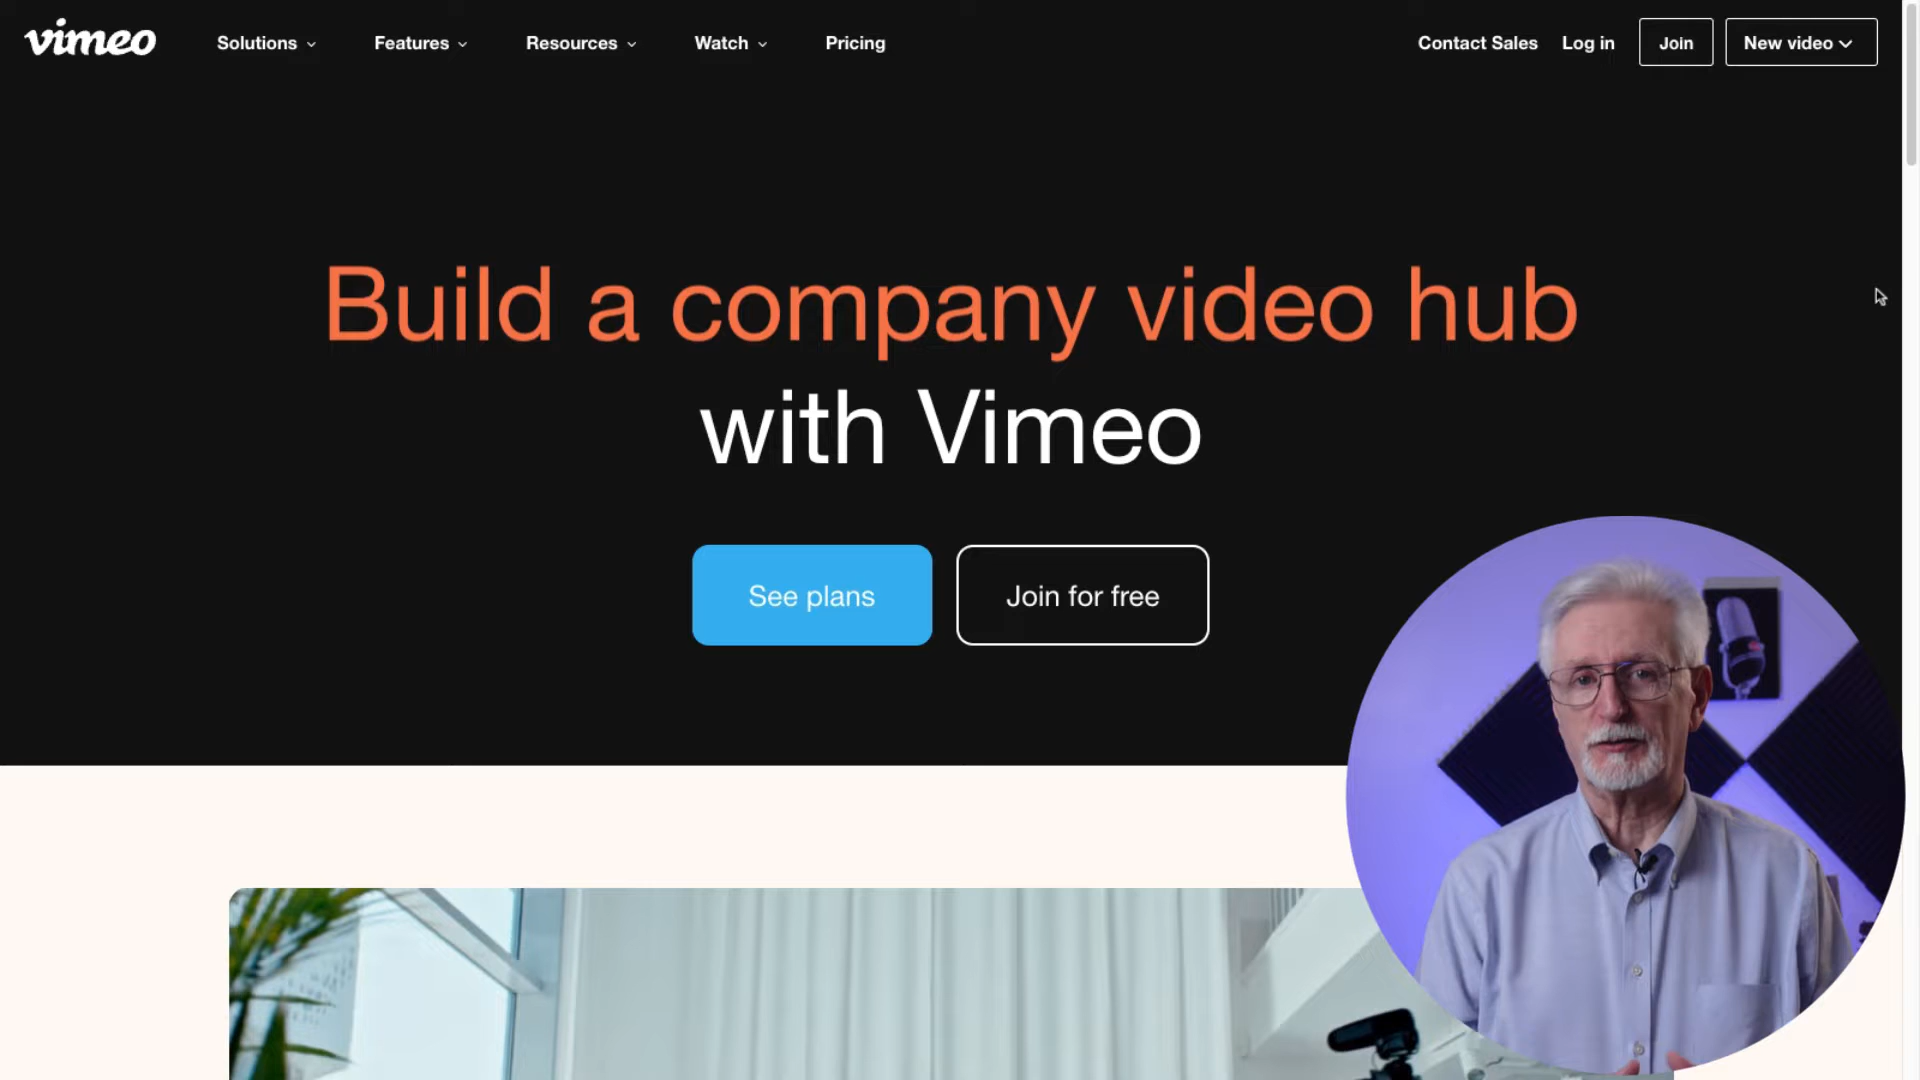 vimeo
Solutions
Features
Resources
Watch
Pricing
Contact Sales
Log in
Join
New video
Build a company video hub
with Vimeo
See plans
Join for free